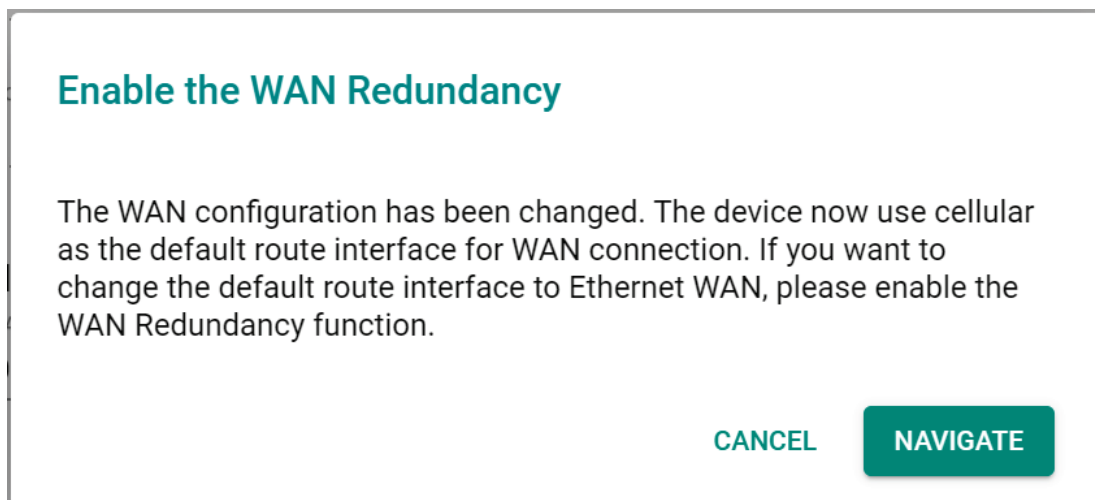 Enable the WAN Redundancy
The WAN configuration has been changed. The device now use cellular
as the default route interface for WAN connection. If you want to
change the default route interface to Ethernet WAN, please enable the
WAN Redundancy function.
CANCEL NAVIGATE